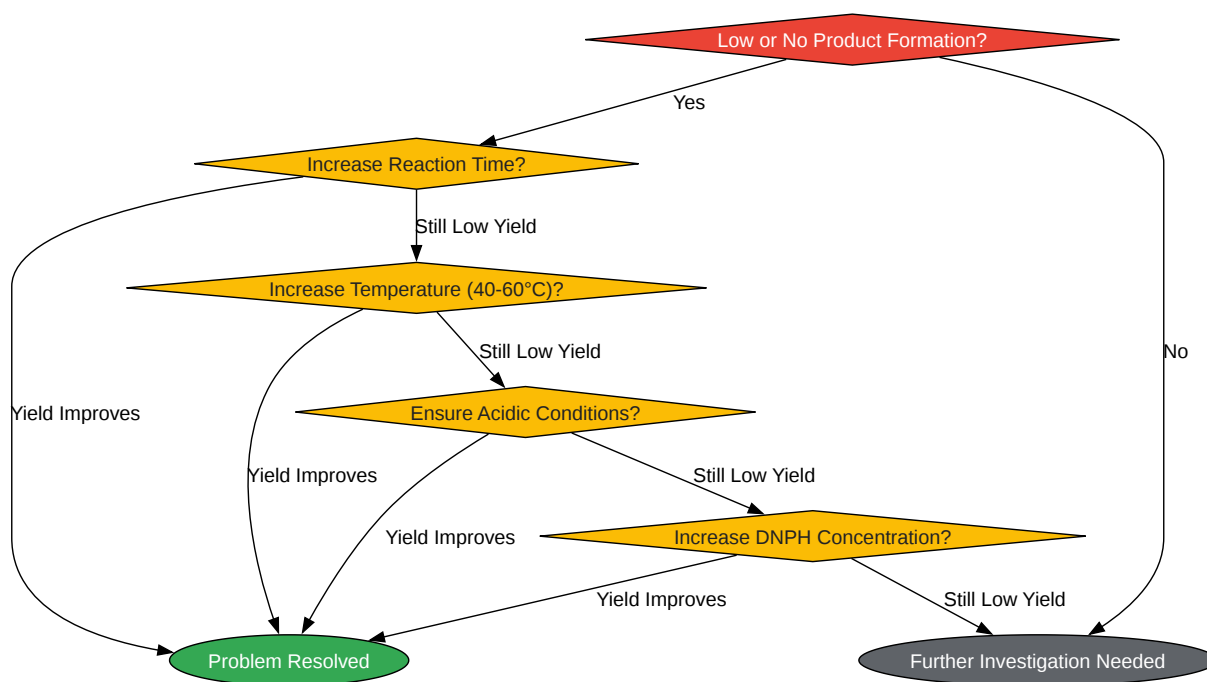 Low or No Product Formation?
Yes
Increase Reaction Time?
Still Low Yield
Increase Temperature (40-60°C)?
Still Low Yield
No
Yield Improves
Ensure Acidic Conditions?
Yield Improves
Still Low Yield
Yield Improves
Increase DNPH Concentration?
Yield Improves
Still Low Yield
Problem Resolved
Further Investigation Needed